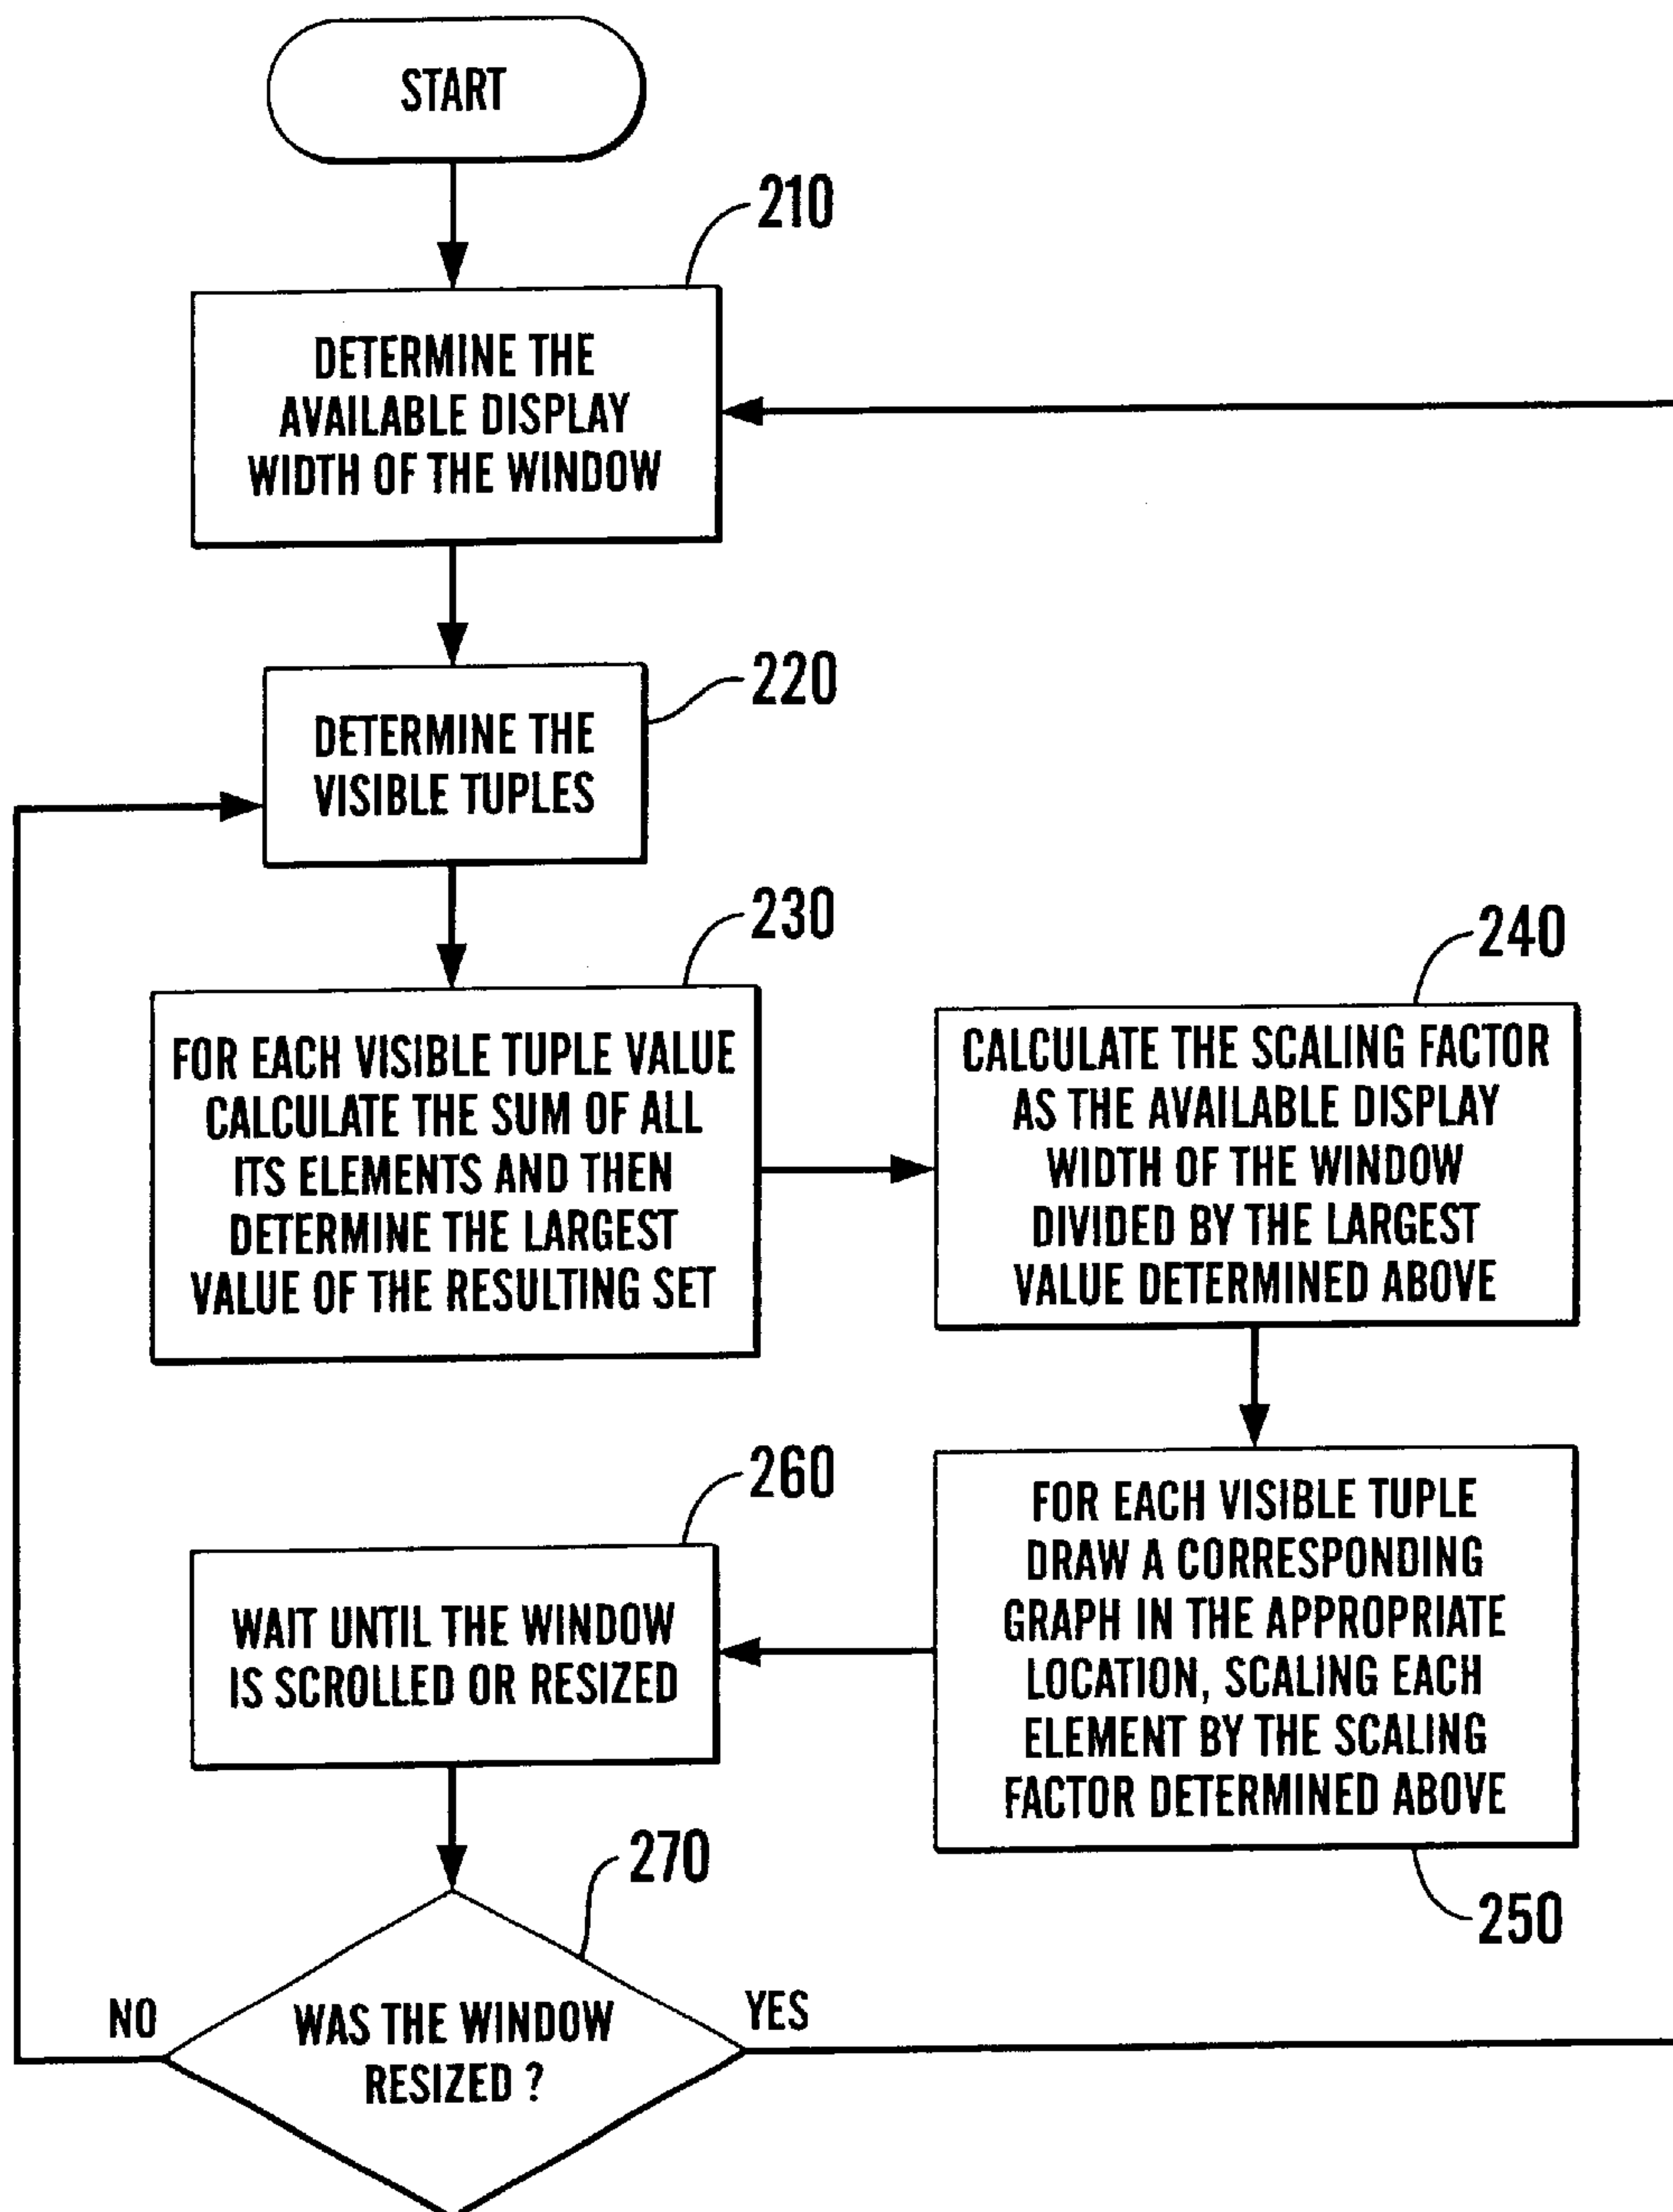 START
210
DETERMINE THE
AVAILABLE DISPLAY
WIDTH OF THE WINDOW
220
DETERMINE THE
VISIBLE TUPLES
230
FOR EACH VISIBLE TUPLE VALUE
CALCULATE THE SUM OF ALL
ITS ELEMENTS AND THEN
DETERMINE THE LARGEST
VALUE OF THE RESULTING SET
240
CALCULATE THE SCALING FACTOR
AS THE AVAILABLE DISPLAY
WIDTH OF THE WINDOW
DIVIDED BY THE LARGEST
VALUE DETERMINED ABOVE
FOR EACH VISIBLE TUPLE
DRAW A CORRESPONDING
GRAPH IN THE APPROPRIATE
LOCATION, SCALING EACH
ELEMENT BY THE SCALING
FACTOR DETERMINED ABOVE
250
260
WAIT UNTIL THE WINDOW
IS SCROLLED OR RESIZED
270
WAS THE WINDOW
RESIZED ?
NO
YES